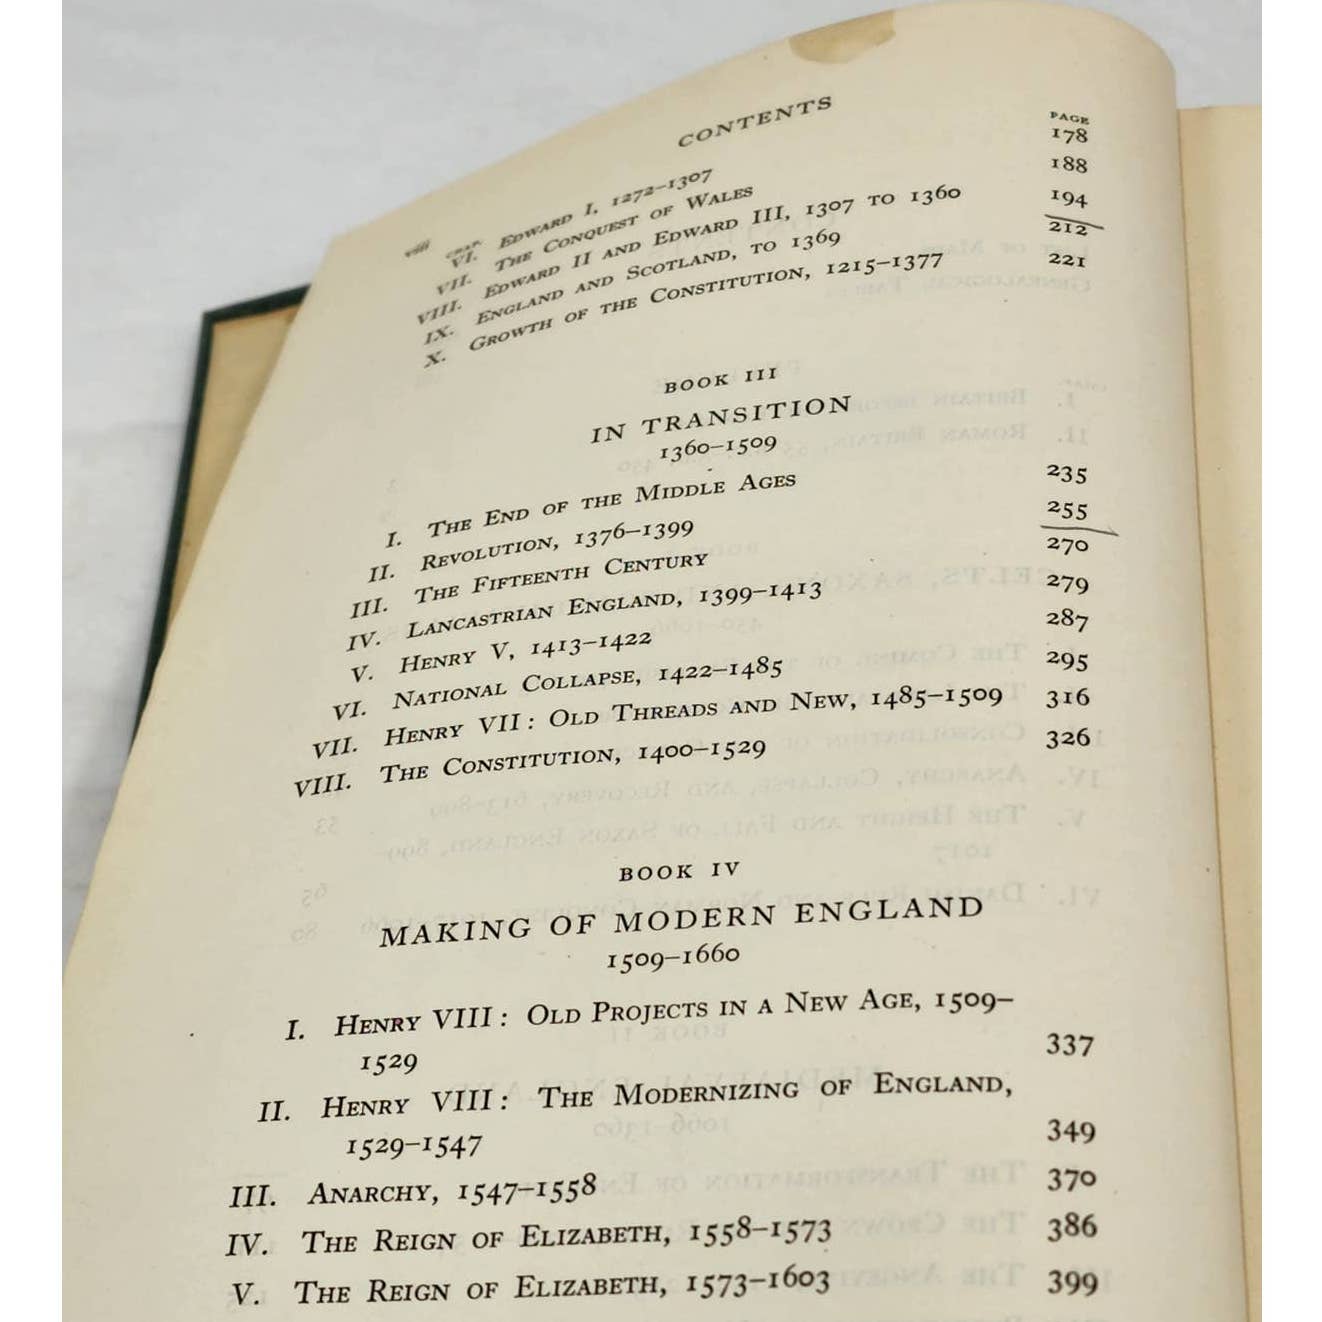 viii CONTENTS
CHAP. PAGE
VI. EDWARD I, 1272–1307 178
VII. THE CONQUEST OF WALES 188
VIII. EDWARD II AND EDWARD III, 1307 TO 1360 194
IX. ENGLAND AND SCOTLAND, TO 1369 212
X. GROWTH OF THE CONSTITUTION, 1215–1377 221
BOOK III
IN TRANSITION
1360–1509
I. THE END OF THE MIDDLE AGES 235
II. REVOLUTION, 1376–1399 255
III. THE FIFTEENTH CENTURY 270
IV. LANCASTRIAN ENGLAND, 1399–1413 279
V. HENRY V, 1413–1422 287
VI. NATIONAL COLLAPSE, 1422–1485 295
VII. HENRY VII: OLD THREADS AND NEW, 1485–1509 316
VIII. THE CONSTITUTION, 1400–1529 326
BOOK IV
MAKING OF MODERN ENGLAND
1509–1660
I. HENRY VIII: OLD PROJECTS IN A NEW AGE, 1509–
1529 337
II. HENRY VIII: THE MODERNIZING OF ENGLAND,
1529–1547 349
III. ANARCHY, 1547–1558 370
IV. THE REIGN OF ELIZABETH, 1558–1573 386
V. THE REIGN OF ELIZABETH, 1573–1603 399